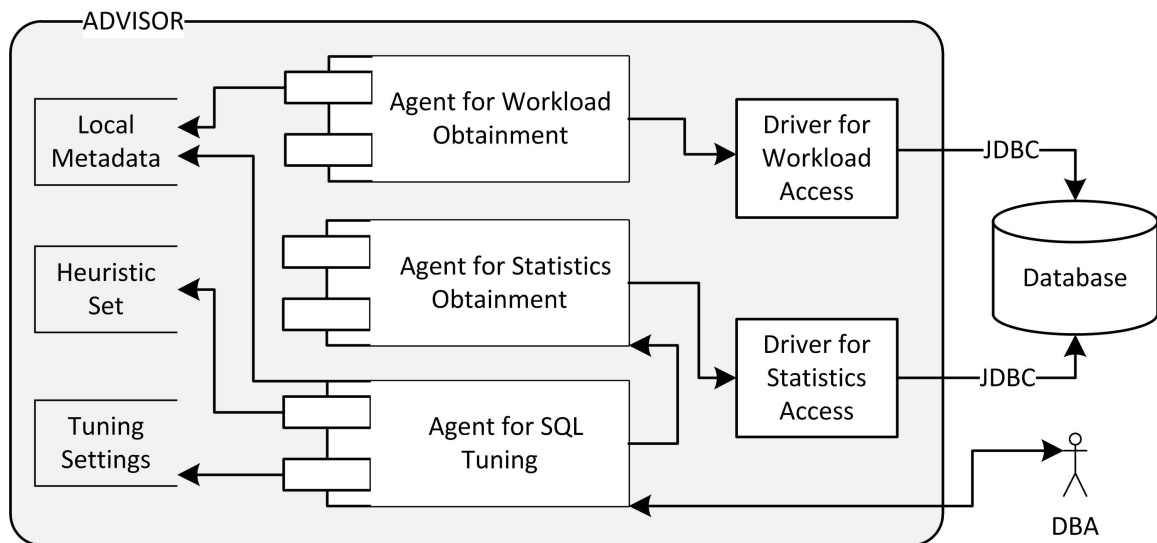 ADVISOR
Local
Metadata
Agent for Workload
Obtainment
Driver for
Workload
Access
JDBC
Heuristic
Set
Agent for Statistics
Obtainment
Database
Driver for
Statistics
Access
JDBC
Tuning
Settings
Agent for SQL
Tuning
DBA